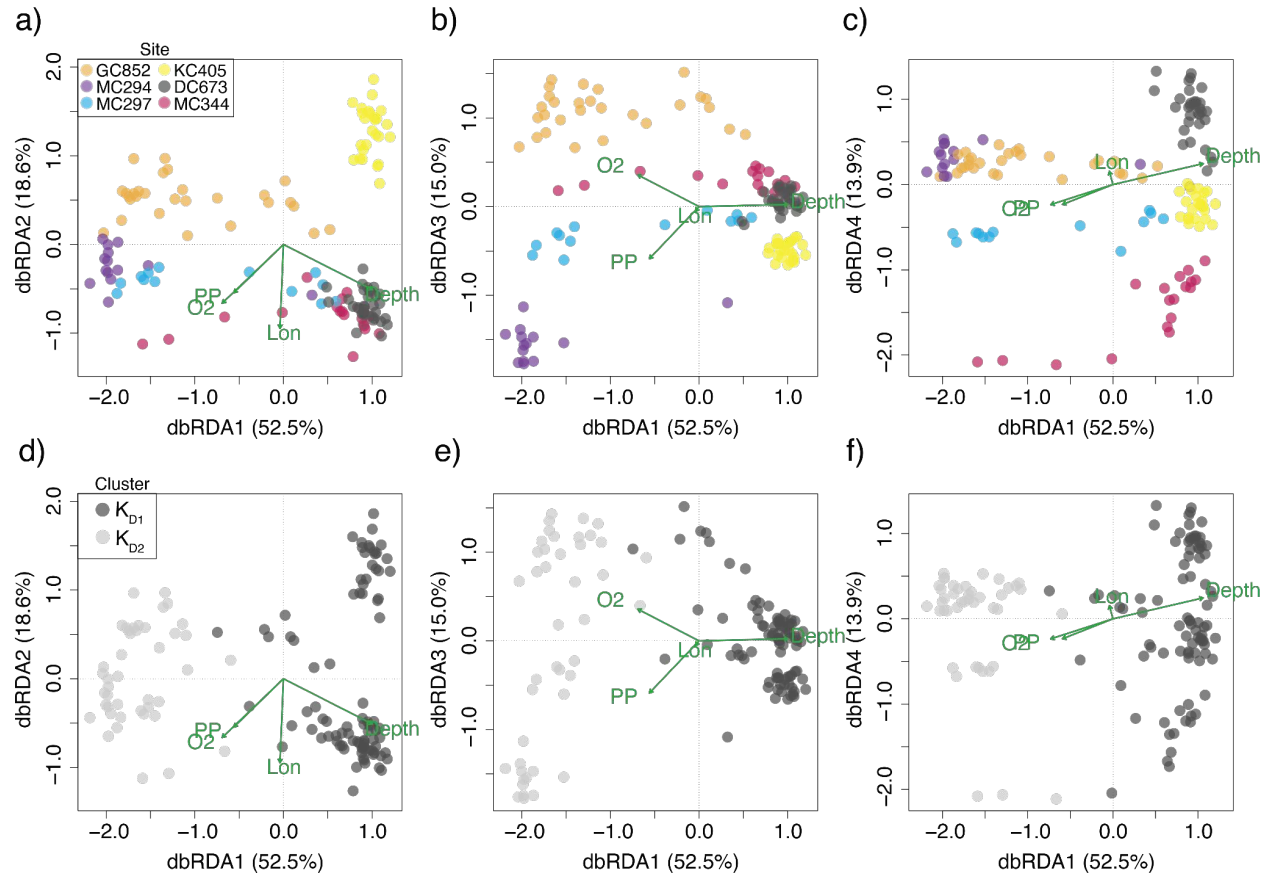 a)
Site
GC852 KC405
MC294 DC673
MC297 MC344
dbRDA2 (18.6%)
2.0
1.0
0.0
−1.0
PP
O2
Lon
Depth
−2.0 −1.0 0.0 1.0
dbRDA1 (52.5%)
b)
dbRDA3 (15.0%)
1.0
0.0
−1.0
O2
Lon
Depth
PP
−2.0 −1.0 0.0 1.0
dbRDA1 (52.5%)
c)
dbRDA4 (13.9%)
1.0
0.0
−1.0
−2.0
Lon
Depth
O2
PP
−2.0 −1.0 0.0 1.0
dbRDA1 (52.5%)
d)
Cluster
KD1
KD2
dbRDA2 (18.6%)
2.0
1.0
0.0
−1.0
PP
O2
Lon
Depth
−2.0 −1.0 0.0 1.0
dbRDA1 (52.5%)
e)
dbRDA3 (15.0%)
1.0
0.0
−1.0
O2
Lon
Depth
PP
−2.0 −1.0 0.0 1.0
dbRDA1 (52.5%)
f)
dbRDA4 (13.9%)
1.0
0.0
−1.0
−2.0
Lon
Depth
O2
PP
−2.0 −1.0 0.0 1.0
dbRDA1 (52.5%)